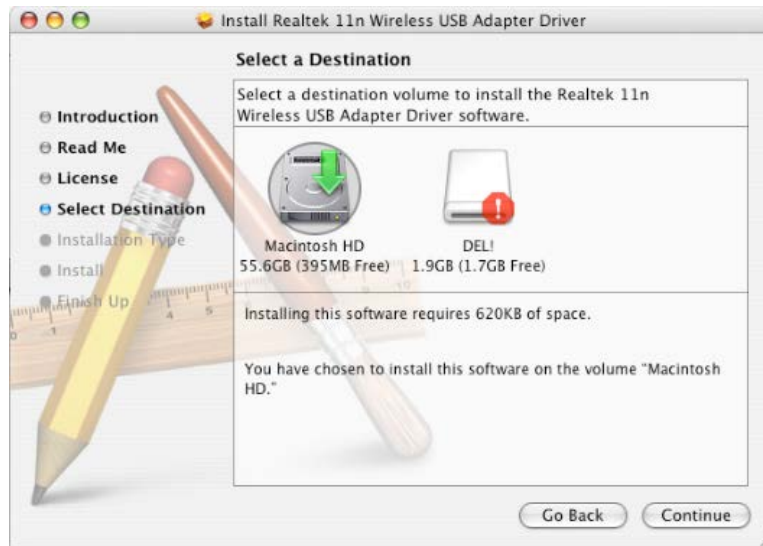 Install Realtek 11n Wireless USB Adapter Driver
Select a Destination
Introduction
Read Me
License
Select Destination
Installation Type
Install
Finish Up
Select a destination volume to install the Realtek 11n
Wireless USB Adapter Driver software.
Macintosh HD
55.6GB (395MB Free)
DEL!
1.9GB (1.7GB Free)
Installing this software requires 620KB of space.
You have chosen to install this software on the volume "Macintosh
HD."
Go Back
Continue